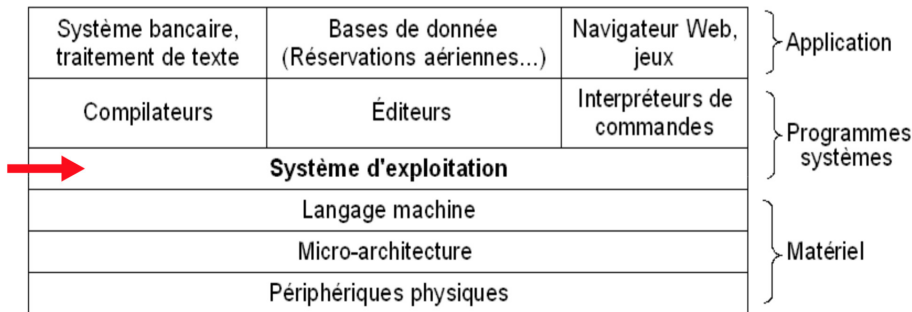 Système bancaire,
traitement de texte
Bases de donnée
(Réservations aériennes...)
Navigateur Web,
jeux
Application
Compilateurs
Éditeurs
Interpréteurs de
commandes
Programmes
systèmes
Système d'exploitation
Langage machine
Micro-architecture
Matériel
Périphériques physiques